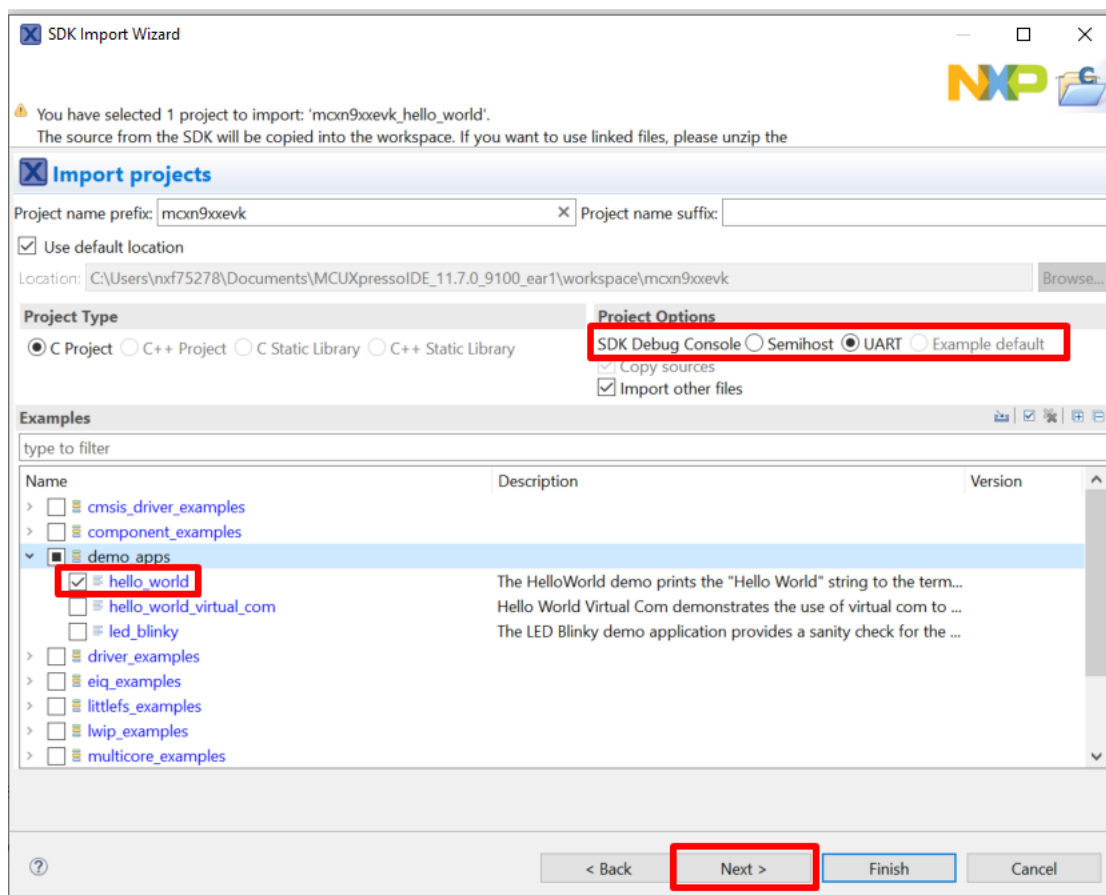 SDK Import Wizard
NXP
You have selected 1 project to import: 'mcxn9xxevk_hello_world'.
The source from the SDK will be copied into the workspace. If you want to use linked files, please unzip the
Import projects
Project name prefix: mcxn9xxevk Project name suffix:
Use default location
Location: C:\Users\nxf75278\Documents\MCUXpressoIDE_11.7.0_9100_ear1\workspace\mcxn9xxevk Browse...
Project Type Project Options
C Project C++ Project C Static Library C++ Static Library SDK Debug Console Semihost UART Example default
Copy sources
Import other files
Examples
type to filter
Name Description Version
cmsis_driver_examples
component_examples
demo_apps
hello_world The HelloWorld demo prints the "Hello World" string to the term...
hello_world_virtual_com Hello World Virtual Com demonstrates the use of virtual com to ...
led_blinky The LED Blinky demo application provides a sanity check for the ...
driver_examples
eiq_examples
littlefs_examples
lwip_examples
multicore_examples
< Back Next > Finish Cancel